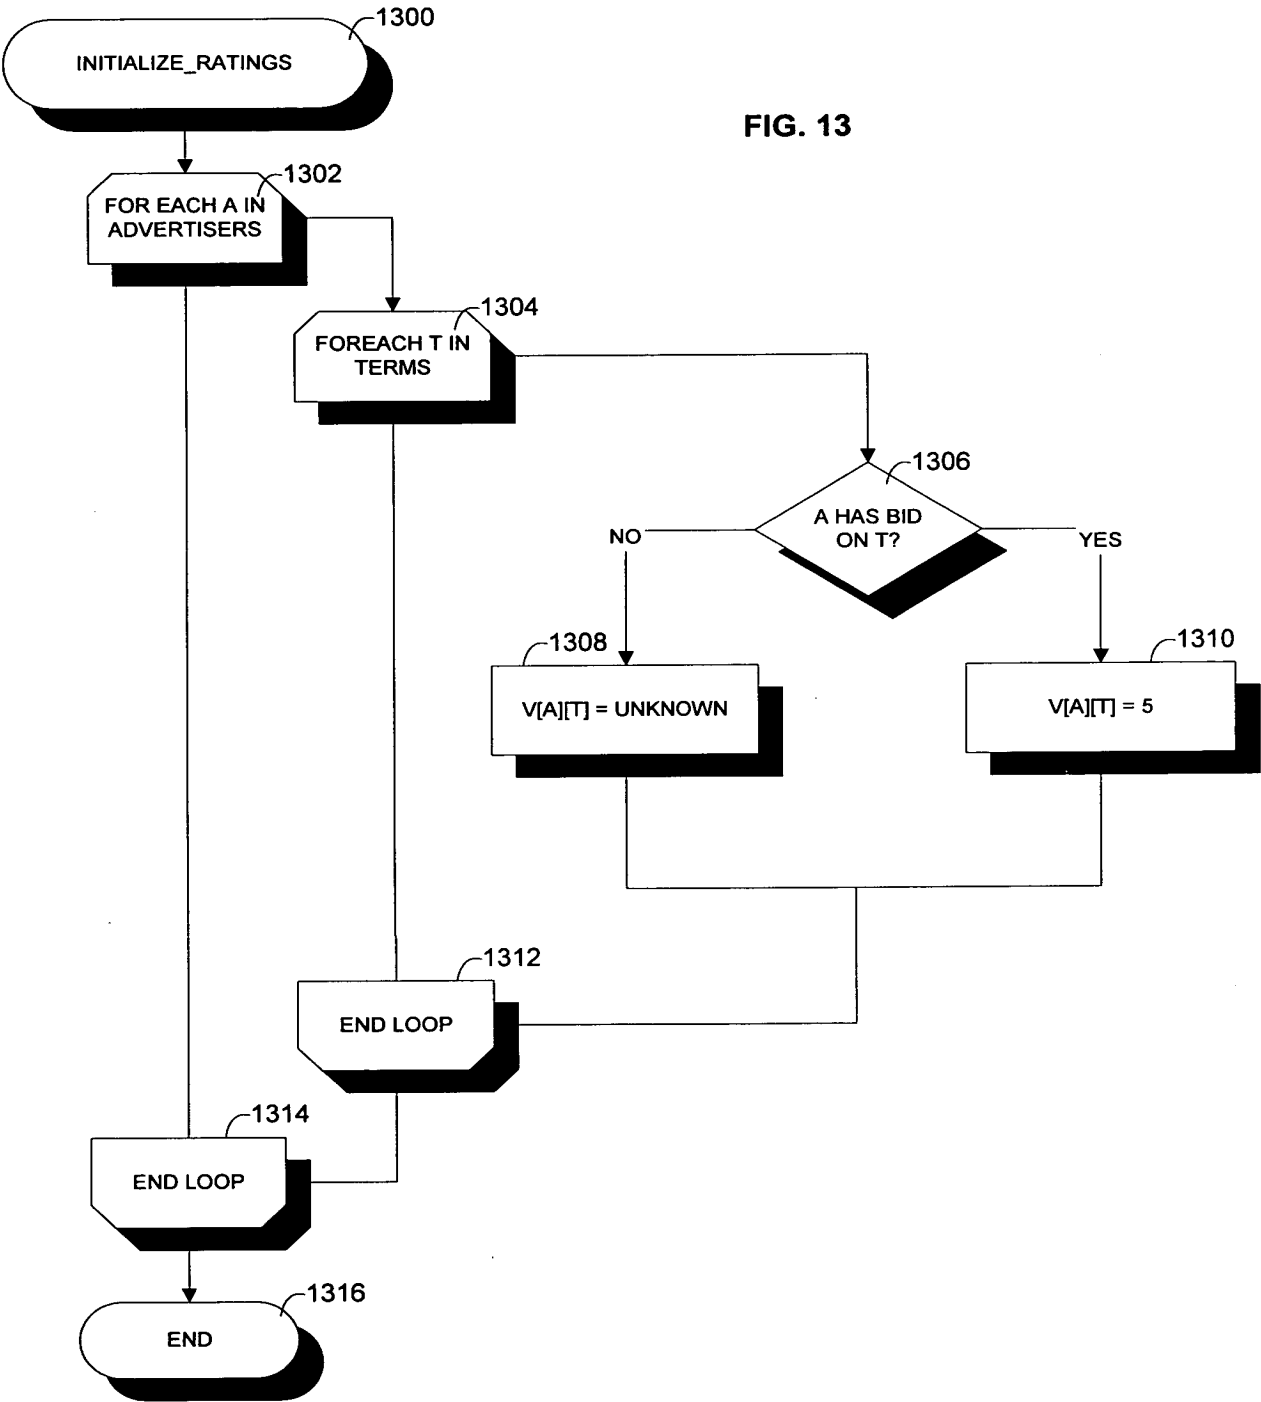 1300
INITIALIZE_RATINGS
FIG. 13
1302
FOR EACH A IN
ADVERTISERS
1304
FOREACH T IN
TERMS
1306
A HAS BID
ON T?
NO
YES
1308
V[A][T] = UNKNOWN
1310
V[A][T] = 5
1312
END LOOP
1314
END LOOP
1316
END